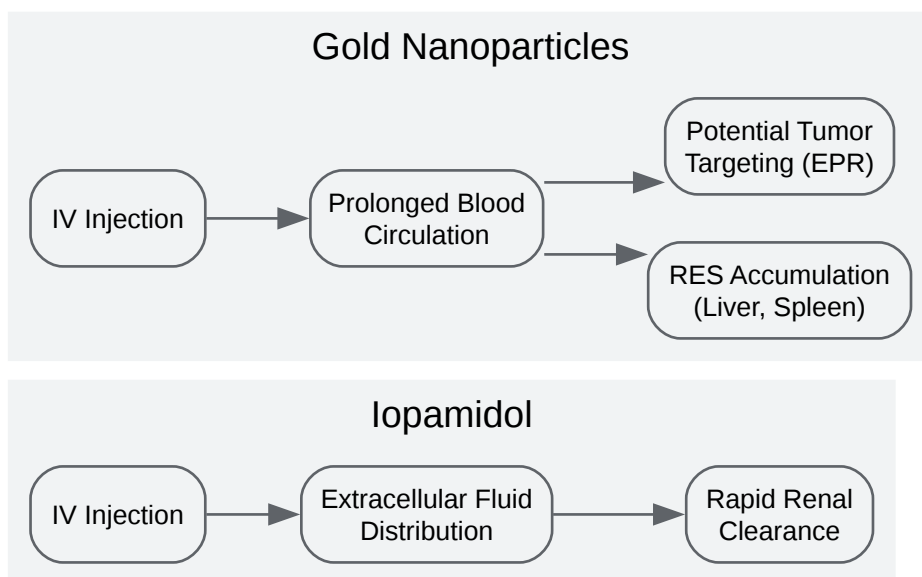 Gold Nanoparticles
IV Injection
Prolonged Blood
Circulation
Potential Tumor
Targeting (EPR)
RES Accumulation
(Liver, Spleen)
Iopamidol
IV Injection
Extracellular Fluid
Distribution
Rapid Renal
Clearance